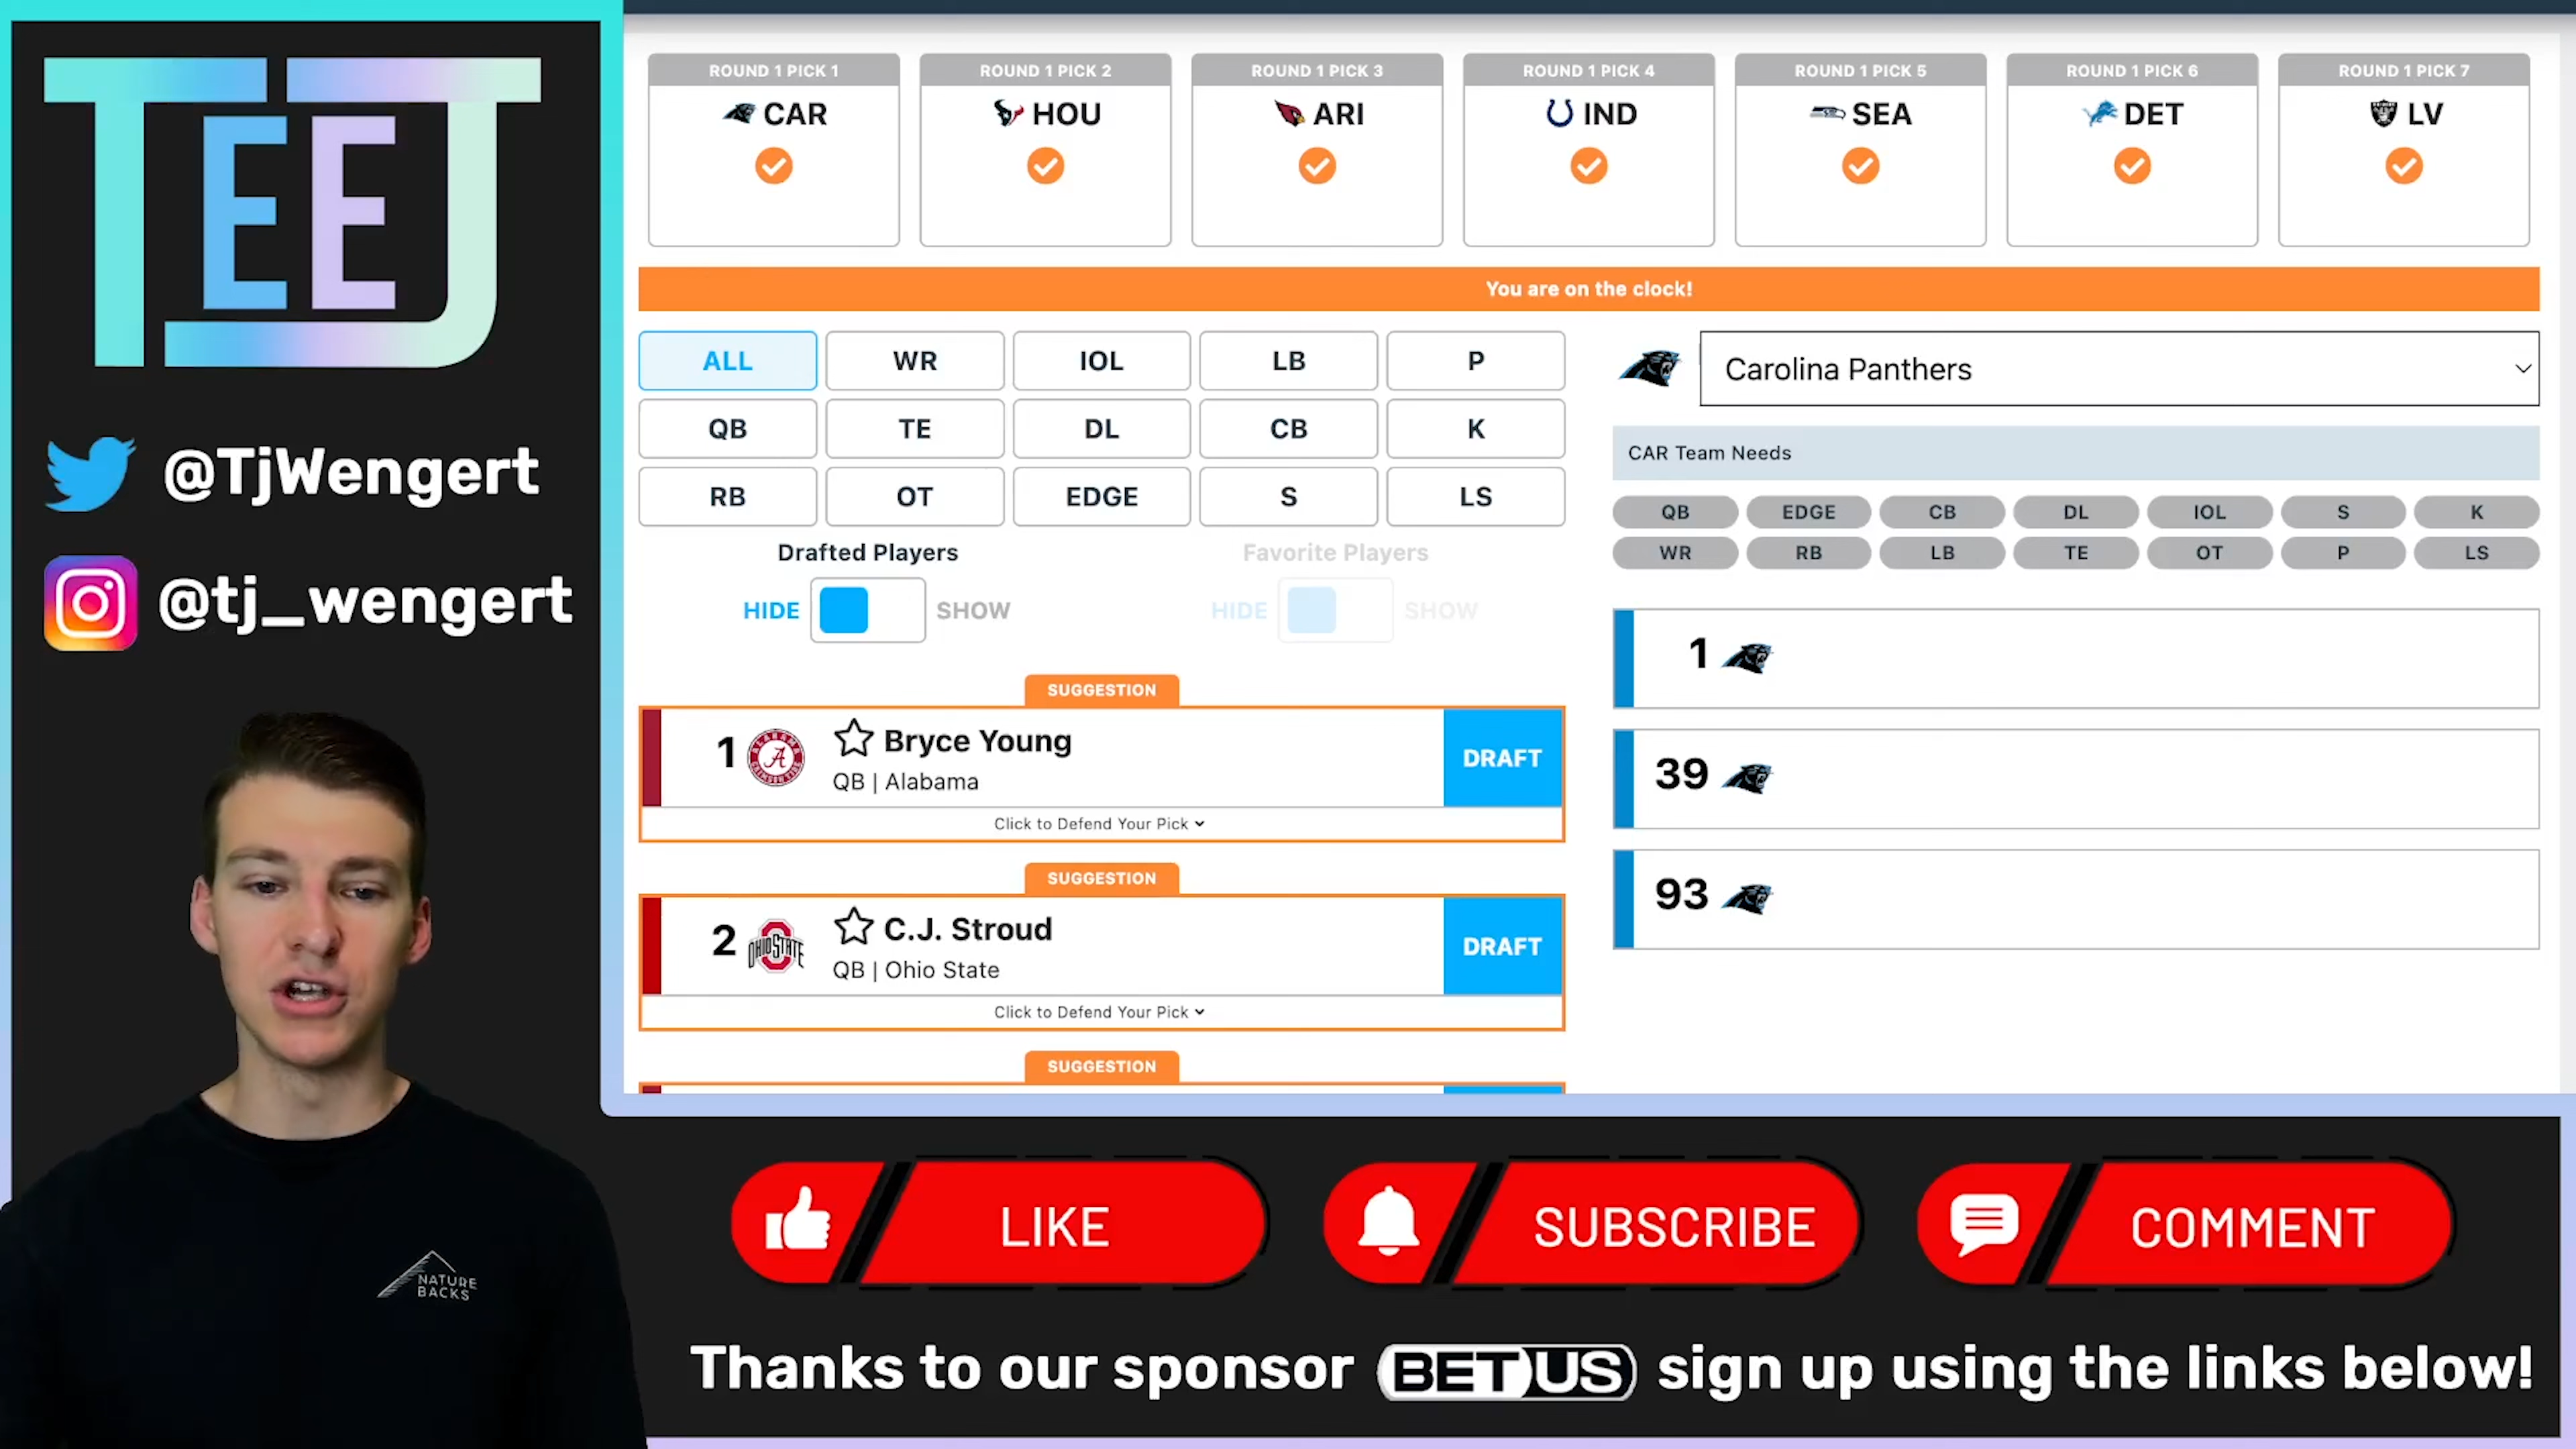 TEEJ
@TjWengert
@tj_wengert
NATURE
BACKS
ROUND 1 PICK 1
CAR
ROUND 1 PICK 2
HOU
ROUND 1 PICK 3
ARI
ROUND 1 PICK 4
IND
ROUND 1 PICK 5
SEA
ROUND 1 PICK 6
DET
ROUND 1 PICK 7
LV
You are on the clock!
ALL WR IOL LB P
QB TE DL CB K
RB OT EDGE S LS
Drafted Players
HIDE SHOW
Favorite Players
HIDE SHOW
SUGGESTION
1 Bryce Young
QB | Alabama
DRAFT
Click to Defend Your Pick
SUGGESTION
2 OHIO STATE C.J. Stroud
QB | Ohio State
DRAFT
Click to Defend Your Pick
SUGGESTION
Carolina Panthers
CAR Team Needs
QB EDGE CB DL IOL S K
WR RB LB TE OT P LS
1
39
93
LIKE
SUBSCRIBE
COMMENT
Thanks to our sponsor BETUS sign up using the links below!